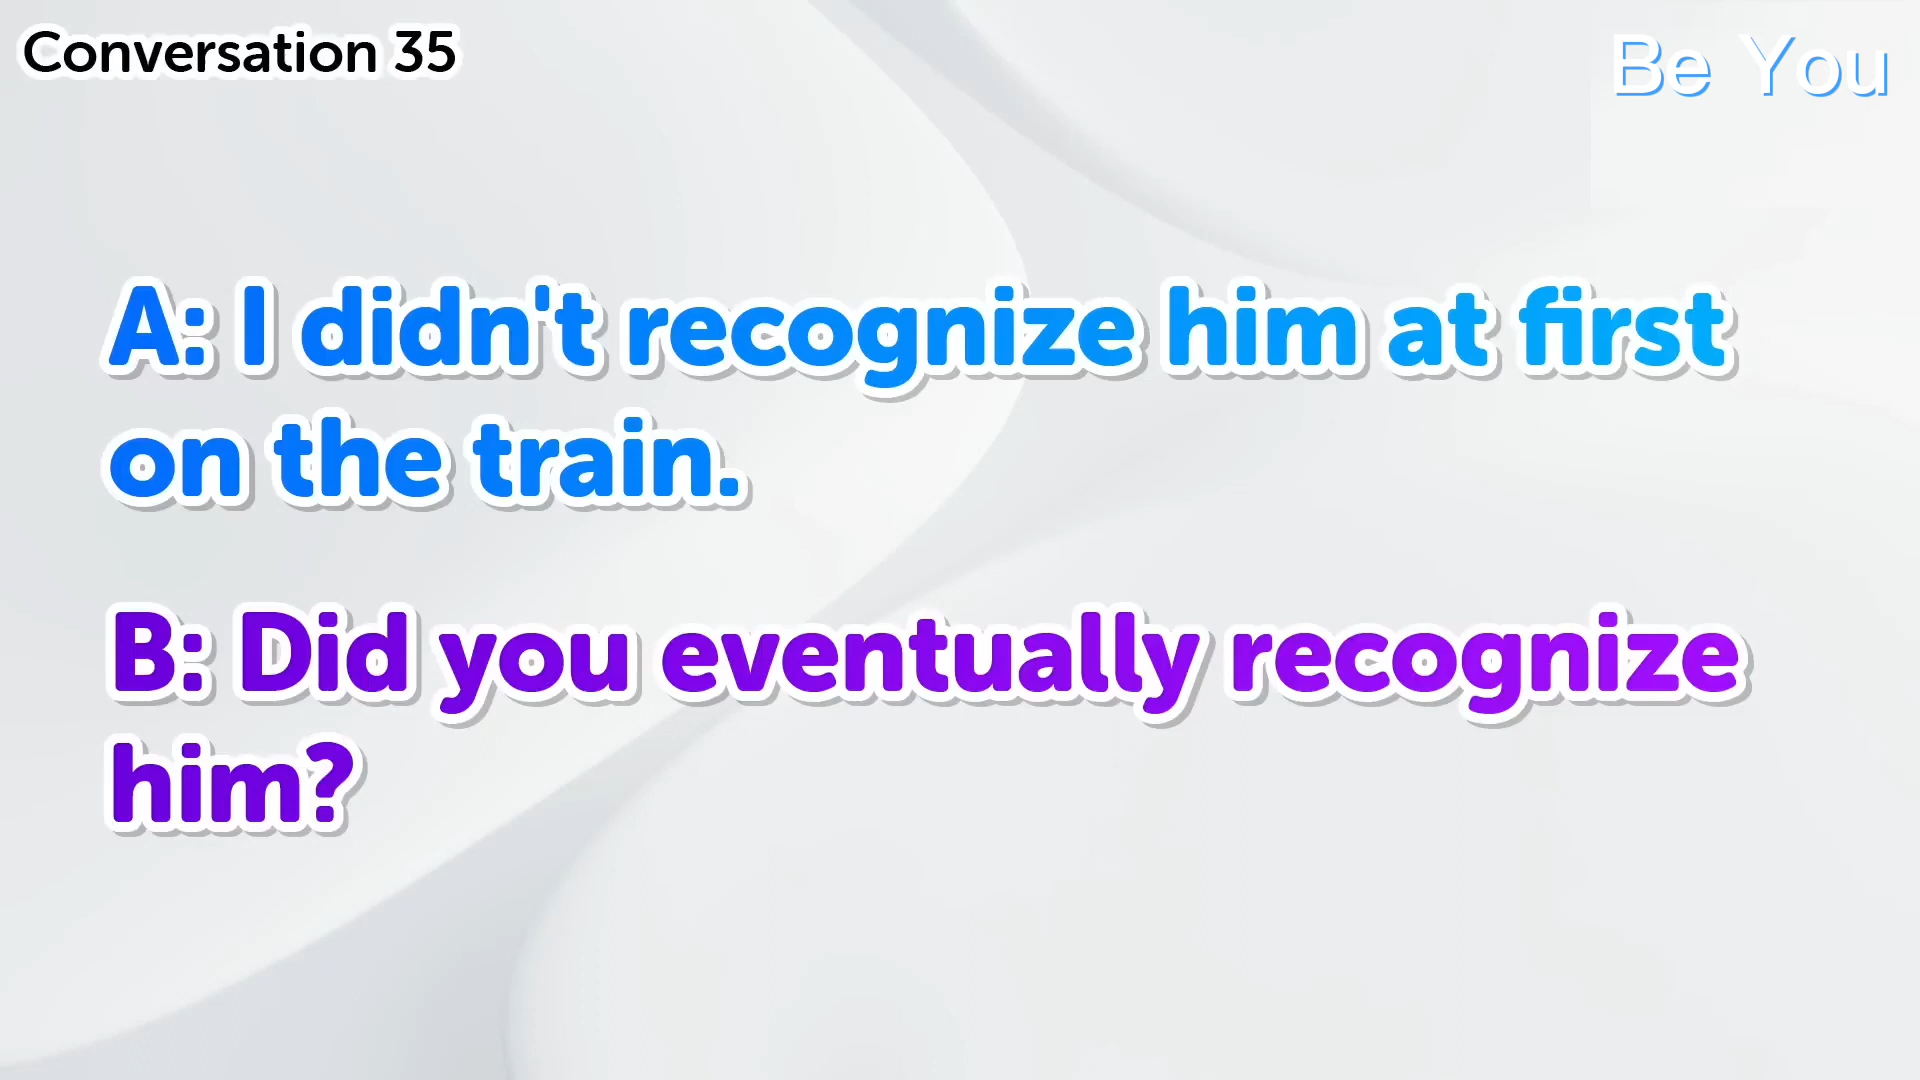 Conversation 35
Be You
A: I didn't recognize him at first
on the train.
B: Did you eventually recognize
him?